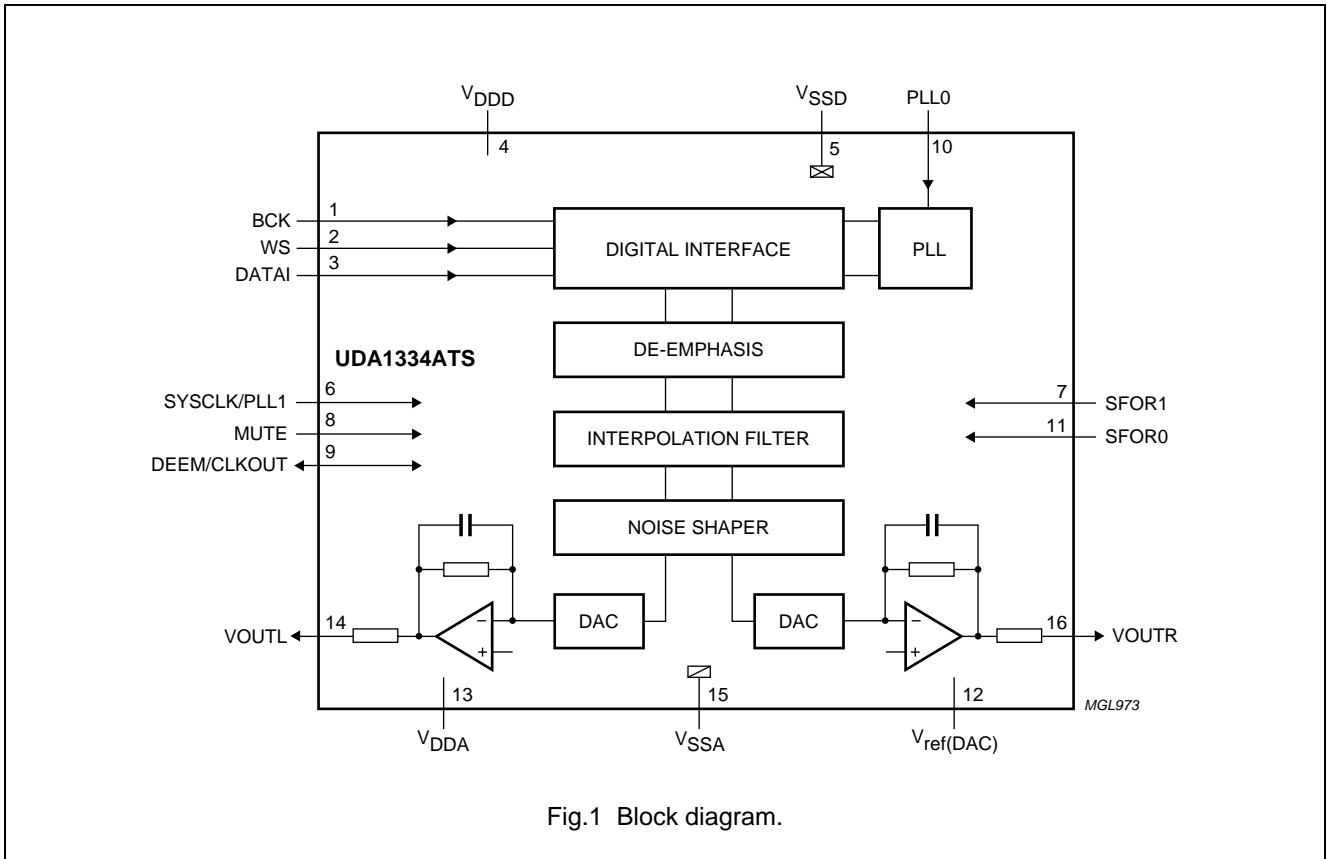 VDDD
VSSD
PLL0
4
5
10
BCK
1
WS
2
DATAI
3
DIGITAL INTERFACE
PLL
DE-EMPHASIS
UDA1334ATS
SYSCLK/PLL1
6
MUTE
8
DEEM/CLKOUT
9
7
SFOR1
11
SFOR0
INTERPOLATION FILTER
NOISE SHAPER
VOUTL
14
−
+
DAC
DAC
−
+
16
VOUTR
13
15
12
VDDA
VSSA
Vref(DAC)
MGL973
Fig.1 Block diagram.